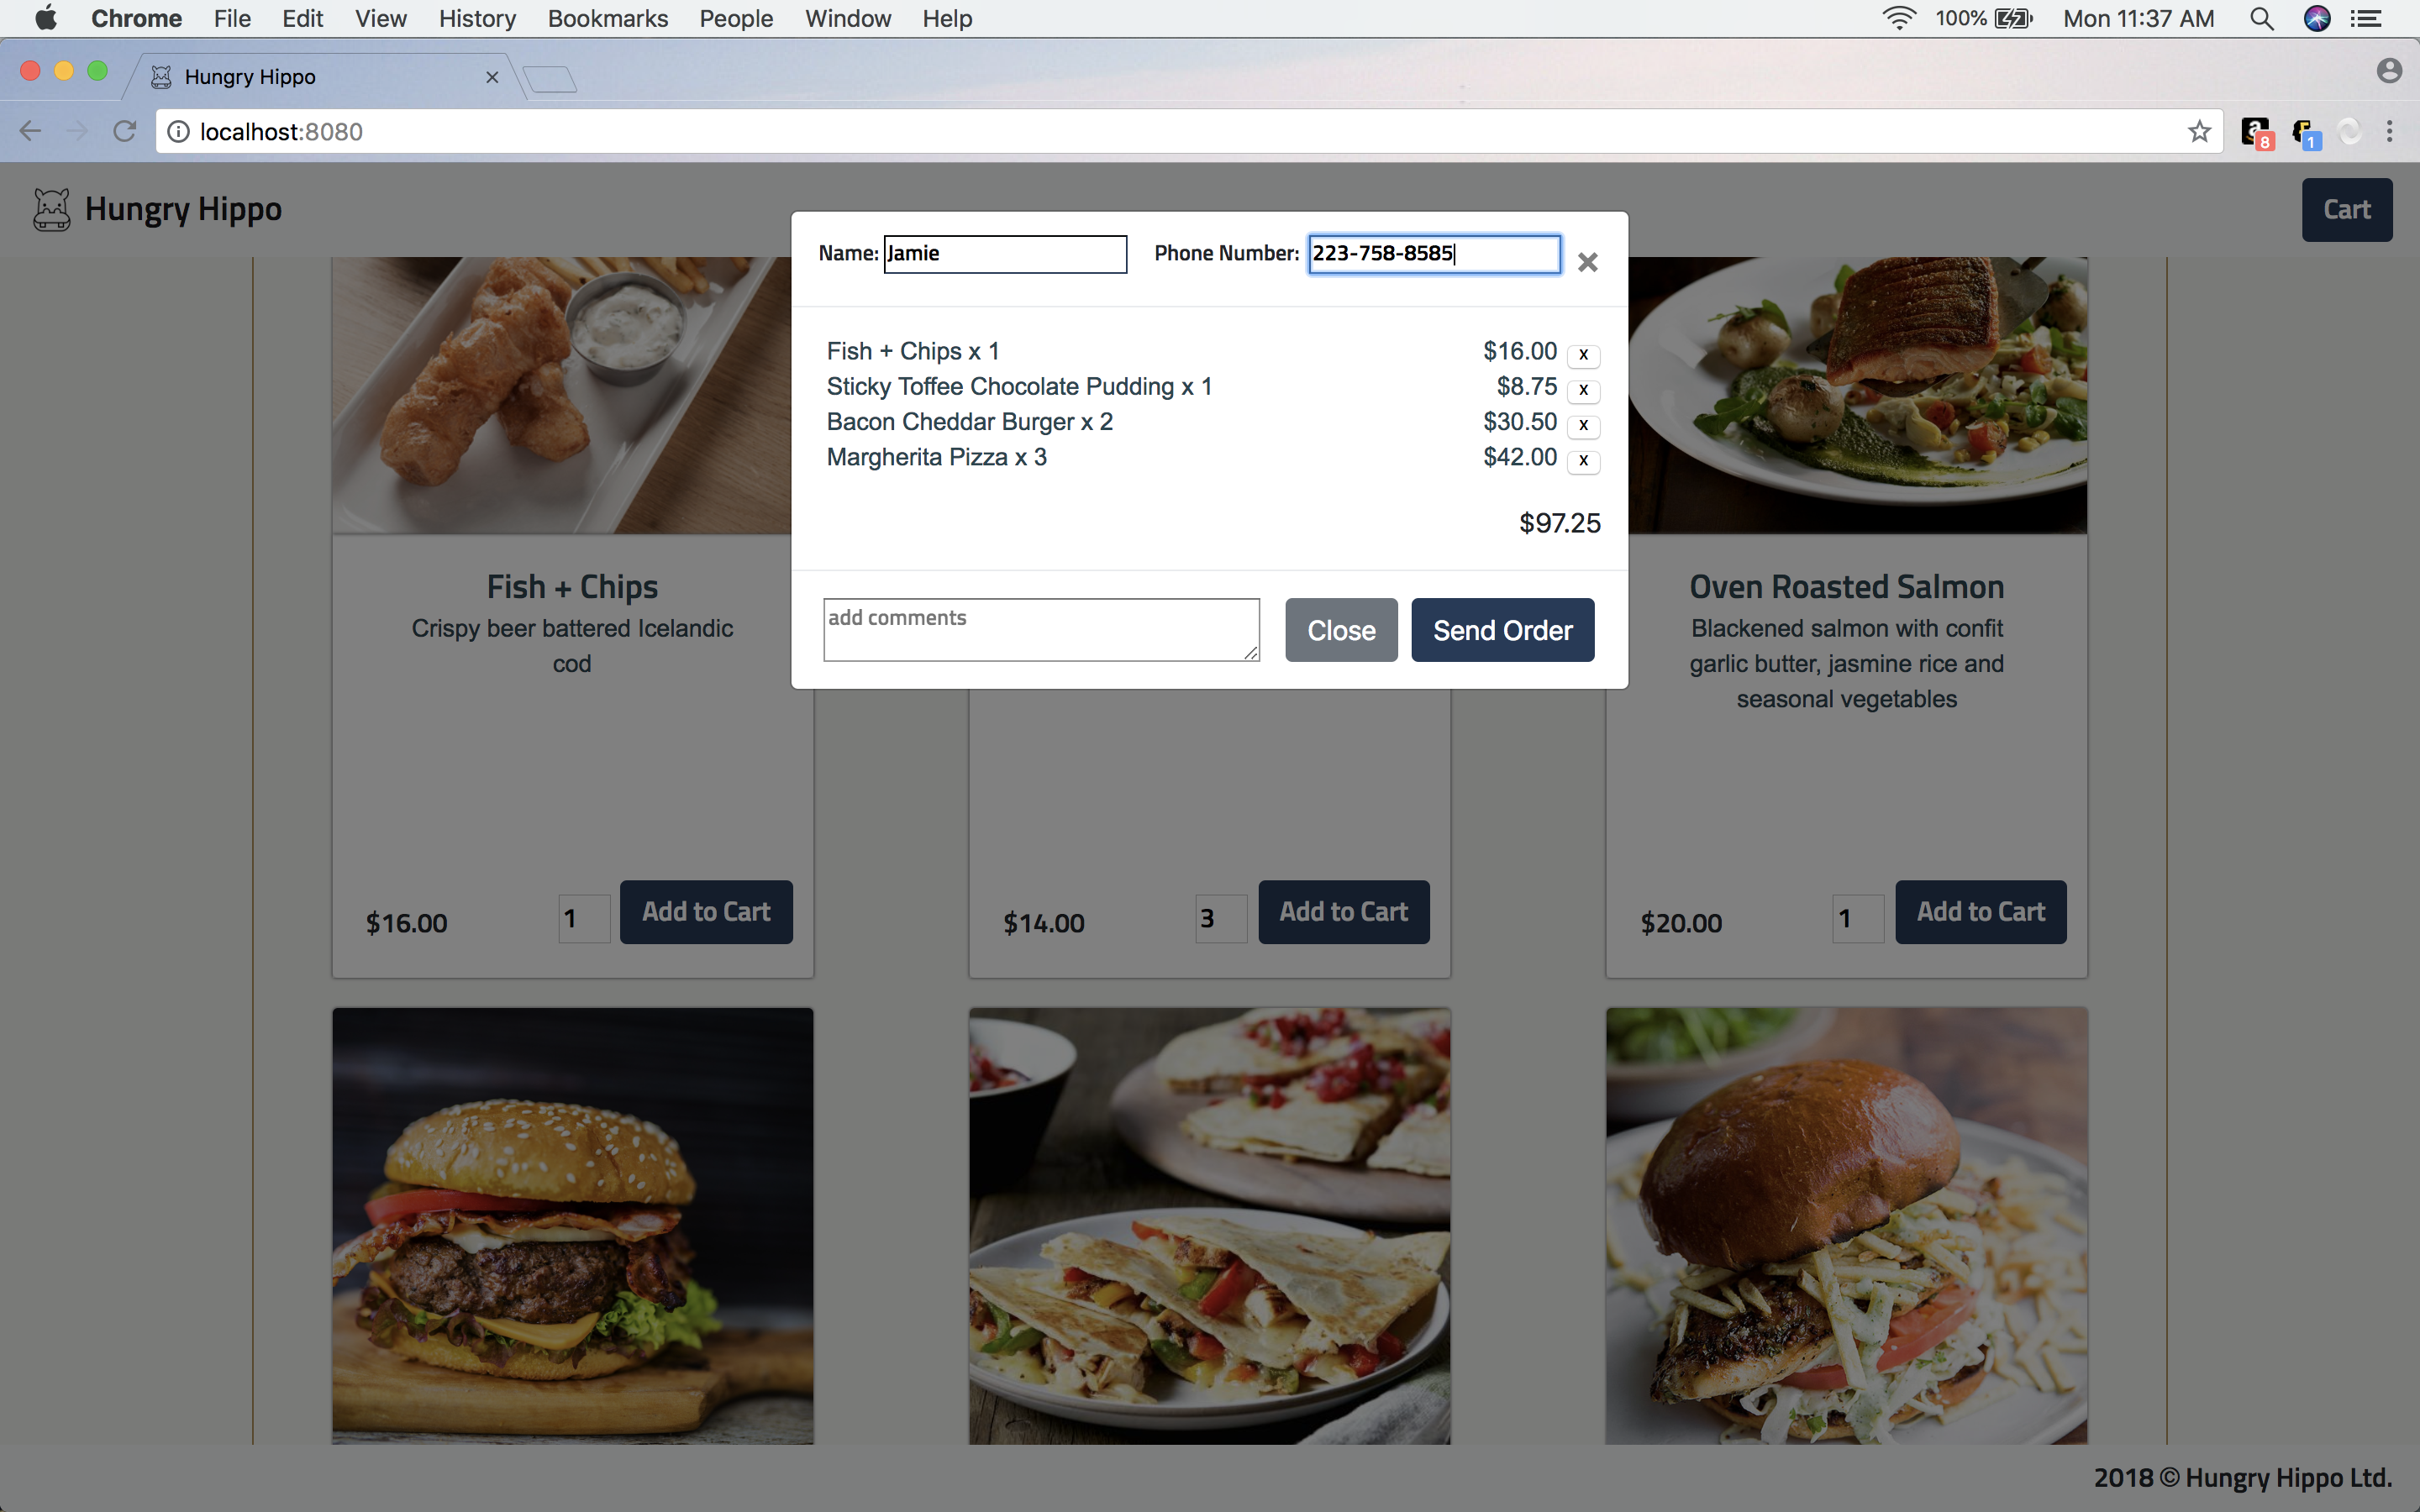 Chrome File Edit View History Bookmarks People Window Help 100% Mon 11:37 AM
Hungry Hippo
localhost:8080 8 1
Hungry Hippo Cart
Name: Jamie Phone Number: 223-758-8585
Fish + Chips x 1 $16.00 x
Sticky Toffee Chocolate Pudding x 1 $8.75 x
Bacon Cheddar Burger x 2 $30.50 x
Margherita Pizza x 3 $42.00 x
$97.25
add comments Close Send Order
Fish + Chips
Crispy beer battered Icelandic
cod
$16.00 1 Add to Cart
$14.00 3 Add to Cart
Oven Roasted Salmon
Blackened salmon with confit
garlic butter, jasmine rice and
seasonal vegetables
$20.00 1 Add to Cart
2018 © Hungry Hippo Ltd.